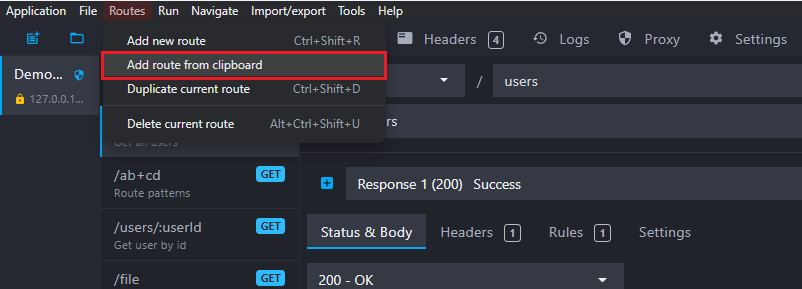 Application File Routes Run Navigate Import/export Tools Help
Add new route Ctrl+Shift+R
Add route from clipboard
Duplicate current route Ctrl+Shift+D
Delete current route Alt+Ctrl+Shift+U
Headers 4 Logs Proxy Settings
Demo...
127.0.0.1...
/ users
Get all users
/ab+cd GET
Route patterns
/users/:userId GET
Get user by id
/file GET
Response 1 (200) Success
Status & Body Headers 1 Rules 1 Settings
200 - OK